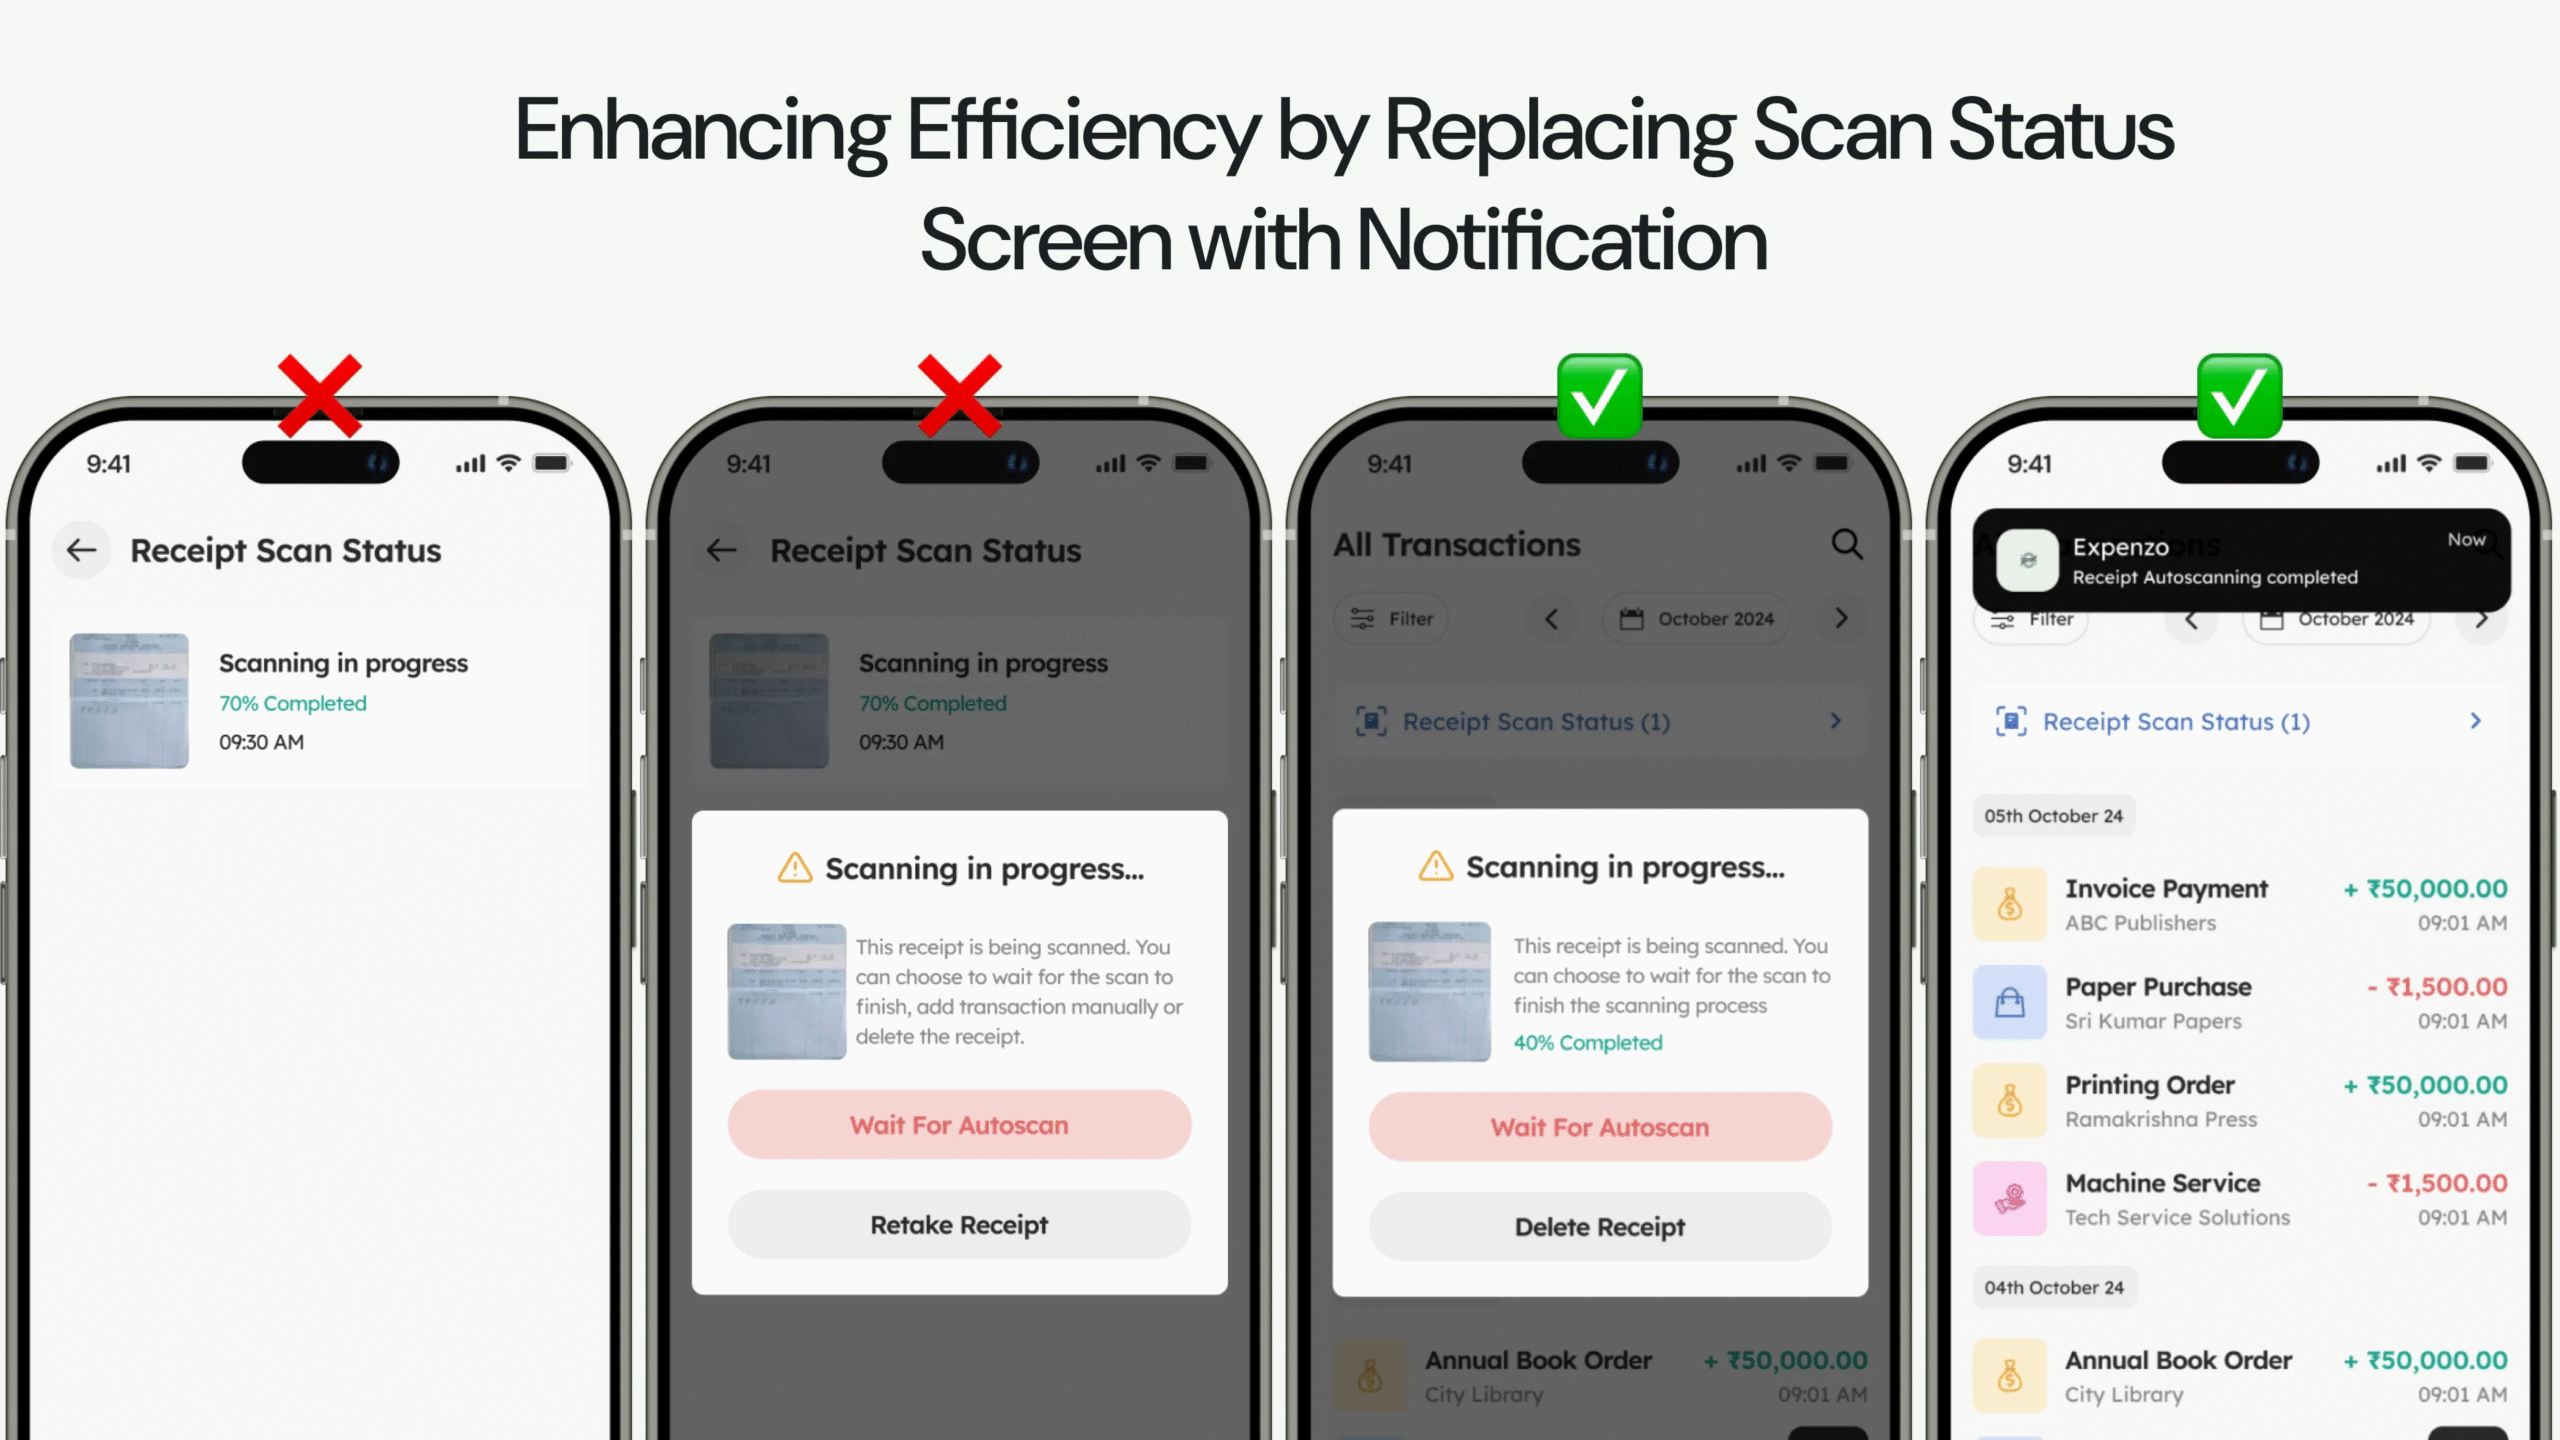 Enhancing Efficiency by Replacing Scan Status
Screen with Notification
9:41
Receipt Scan Status
Scanning in progress
70% Completed
09:30 AM
9:41
Receipt Scan Status
Scanning in progress
70% Completed
09:30 AM
Scanning in progress...
This receipt is being scanned. You
can choose to wait for the scan to
finish, add transaction manually or
delete the receipt.
Wait For Autoscan
Retake Receipt
9:41
All Transactions
Filter
October 2024
Receipt Scan Status (1)
Scanning in progress...
This receipt is being scanned. You
can choose to wait for the scan to
finish the scanning process
40% Completed
Wait For Autoscan
Delete Receipt
Annual Book Order + ₹50,000.00
City Library 09:01 AM
9:41
Expenzo Now
Receipt Autoscanning completed
Filter
October 2024
Receipt Scan Status (1)
05th October 24
Invoice Payment + ₹50,000.00
ABC Publishers 09:01 AM
Paper Purchase - ₹1,500.00
Sri Kumar Papers 09:01 AM
Printing Order + ₹50,000.00
Ramakrishna Press 09:01 AM
Machine Service - ₹1,500.00
Tech Service Solutions 09:01 AM
04th October 24
Annual Book Order + ₹50,000.00
City Library 09:01 AM